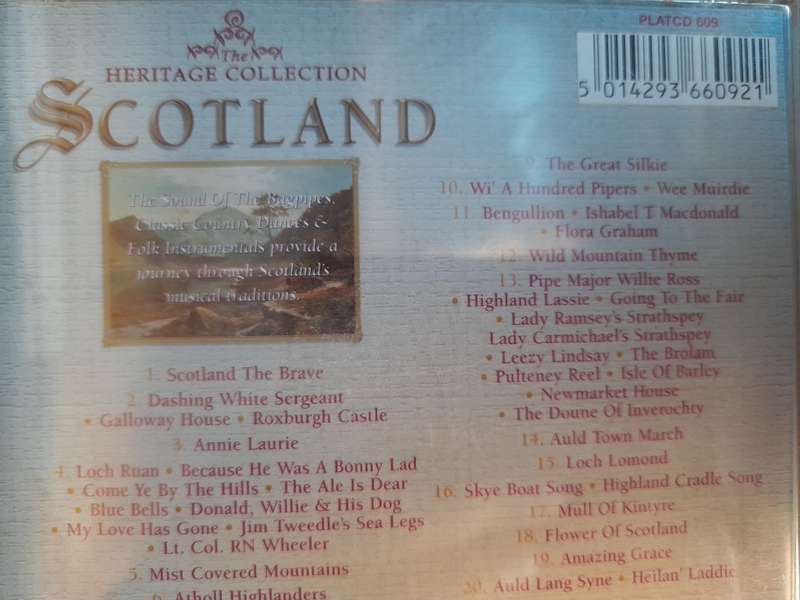 The
HERITAGE COLLECTION
SCOTLAND
PLATCD 609
5 014293 660921
The Sound Of The Bagpipes,
Classic Country Dances &
Folk Instrumentals provide a
journey through Scotland's
musical traditions.
1. Scotland The Brave
2. Dashing White Sergeant
• Galloway House • Roxburgh Castle
3. Annie Laurie
4. Loch Ruan • Because He Was A Bonny Lad
• Come Ye By The Hills • The Ale Is Dear
• Blue Bells • Donald, Willie & His Dog
• My Love Has Gone • Jim Tweedle's Sea Legs
• Lt. Col. RN Wheeler
5. Mist Covered Mountains
6. Atholl Highlanders
9. The Great Silkie
10. Wi' A Hundred Pipers • Wee Muirdie
11. Bengullion • Ishabel T Macdonald
• Flora Graham
12. Wild Mountain Thyme
13. Pipe Major Willie Ross
• Highland Lassie • Going To The Fair
• Lady Ramsey's Strathspey
Lady Carmichael's Strathspey
• Leezy Lindsay • The Brolam
• Pulteney Reel • Isle Of Barley
• Newmarket House
• The Doune Of Inverochty
14. Auld Town March
15. Loch Lomond
16. Skye Boat Song • Highland Cradle Song
17. Mull Of Kintyre
18. Flower Of Scotland
19. Amazing Grace
20. Auld Lang Syne • Heilan' Laddie